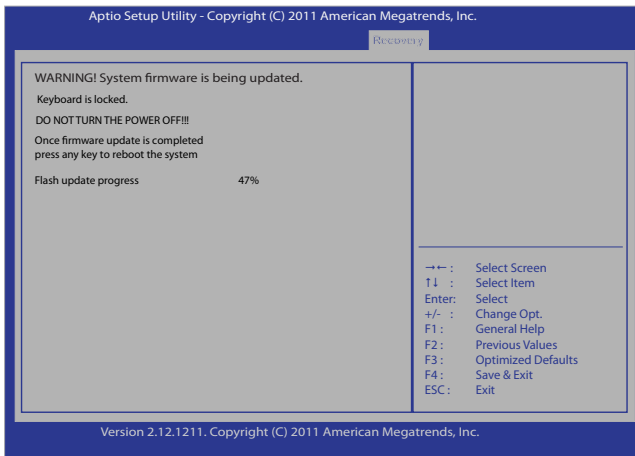 Aptio Setup Utility - Copyright (C) 2011 American Megatrends, Inc.
Recovery
WARNING! System firmware is being updated.
Keyboard is locked.
DO NOT TURN THE POWER OFF!!!
Once firmware update is completed
press any key to reboot the system
Flash update progress 47%
→← : Select Screen
↑↓ : Select Item
Enter: Select
+/- : Change Opt.
F1 : General Help
F2 : Previous Values
F3 : Optimized Defaults
F4 : Save & Exit
ESC : Exit
Version 2.12.1211. Copyright (C) 2011 American Megatrends, Inc.